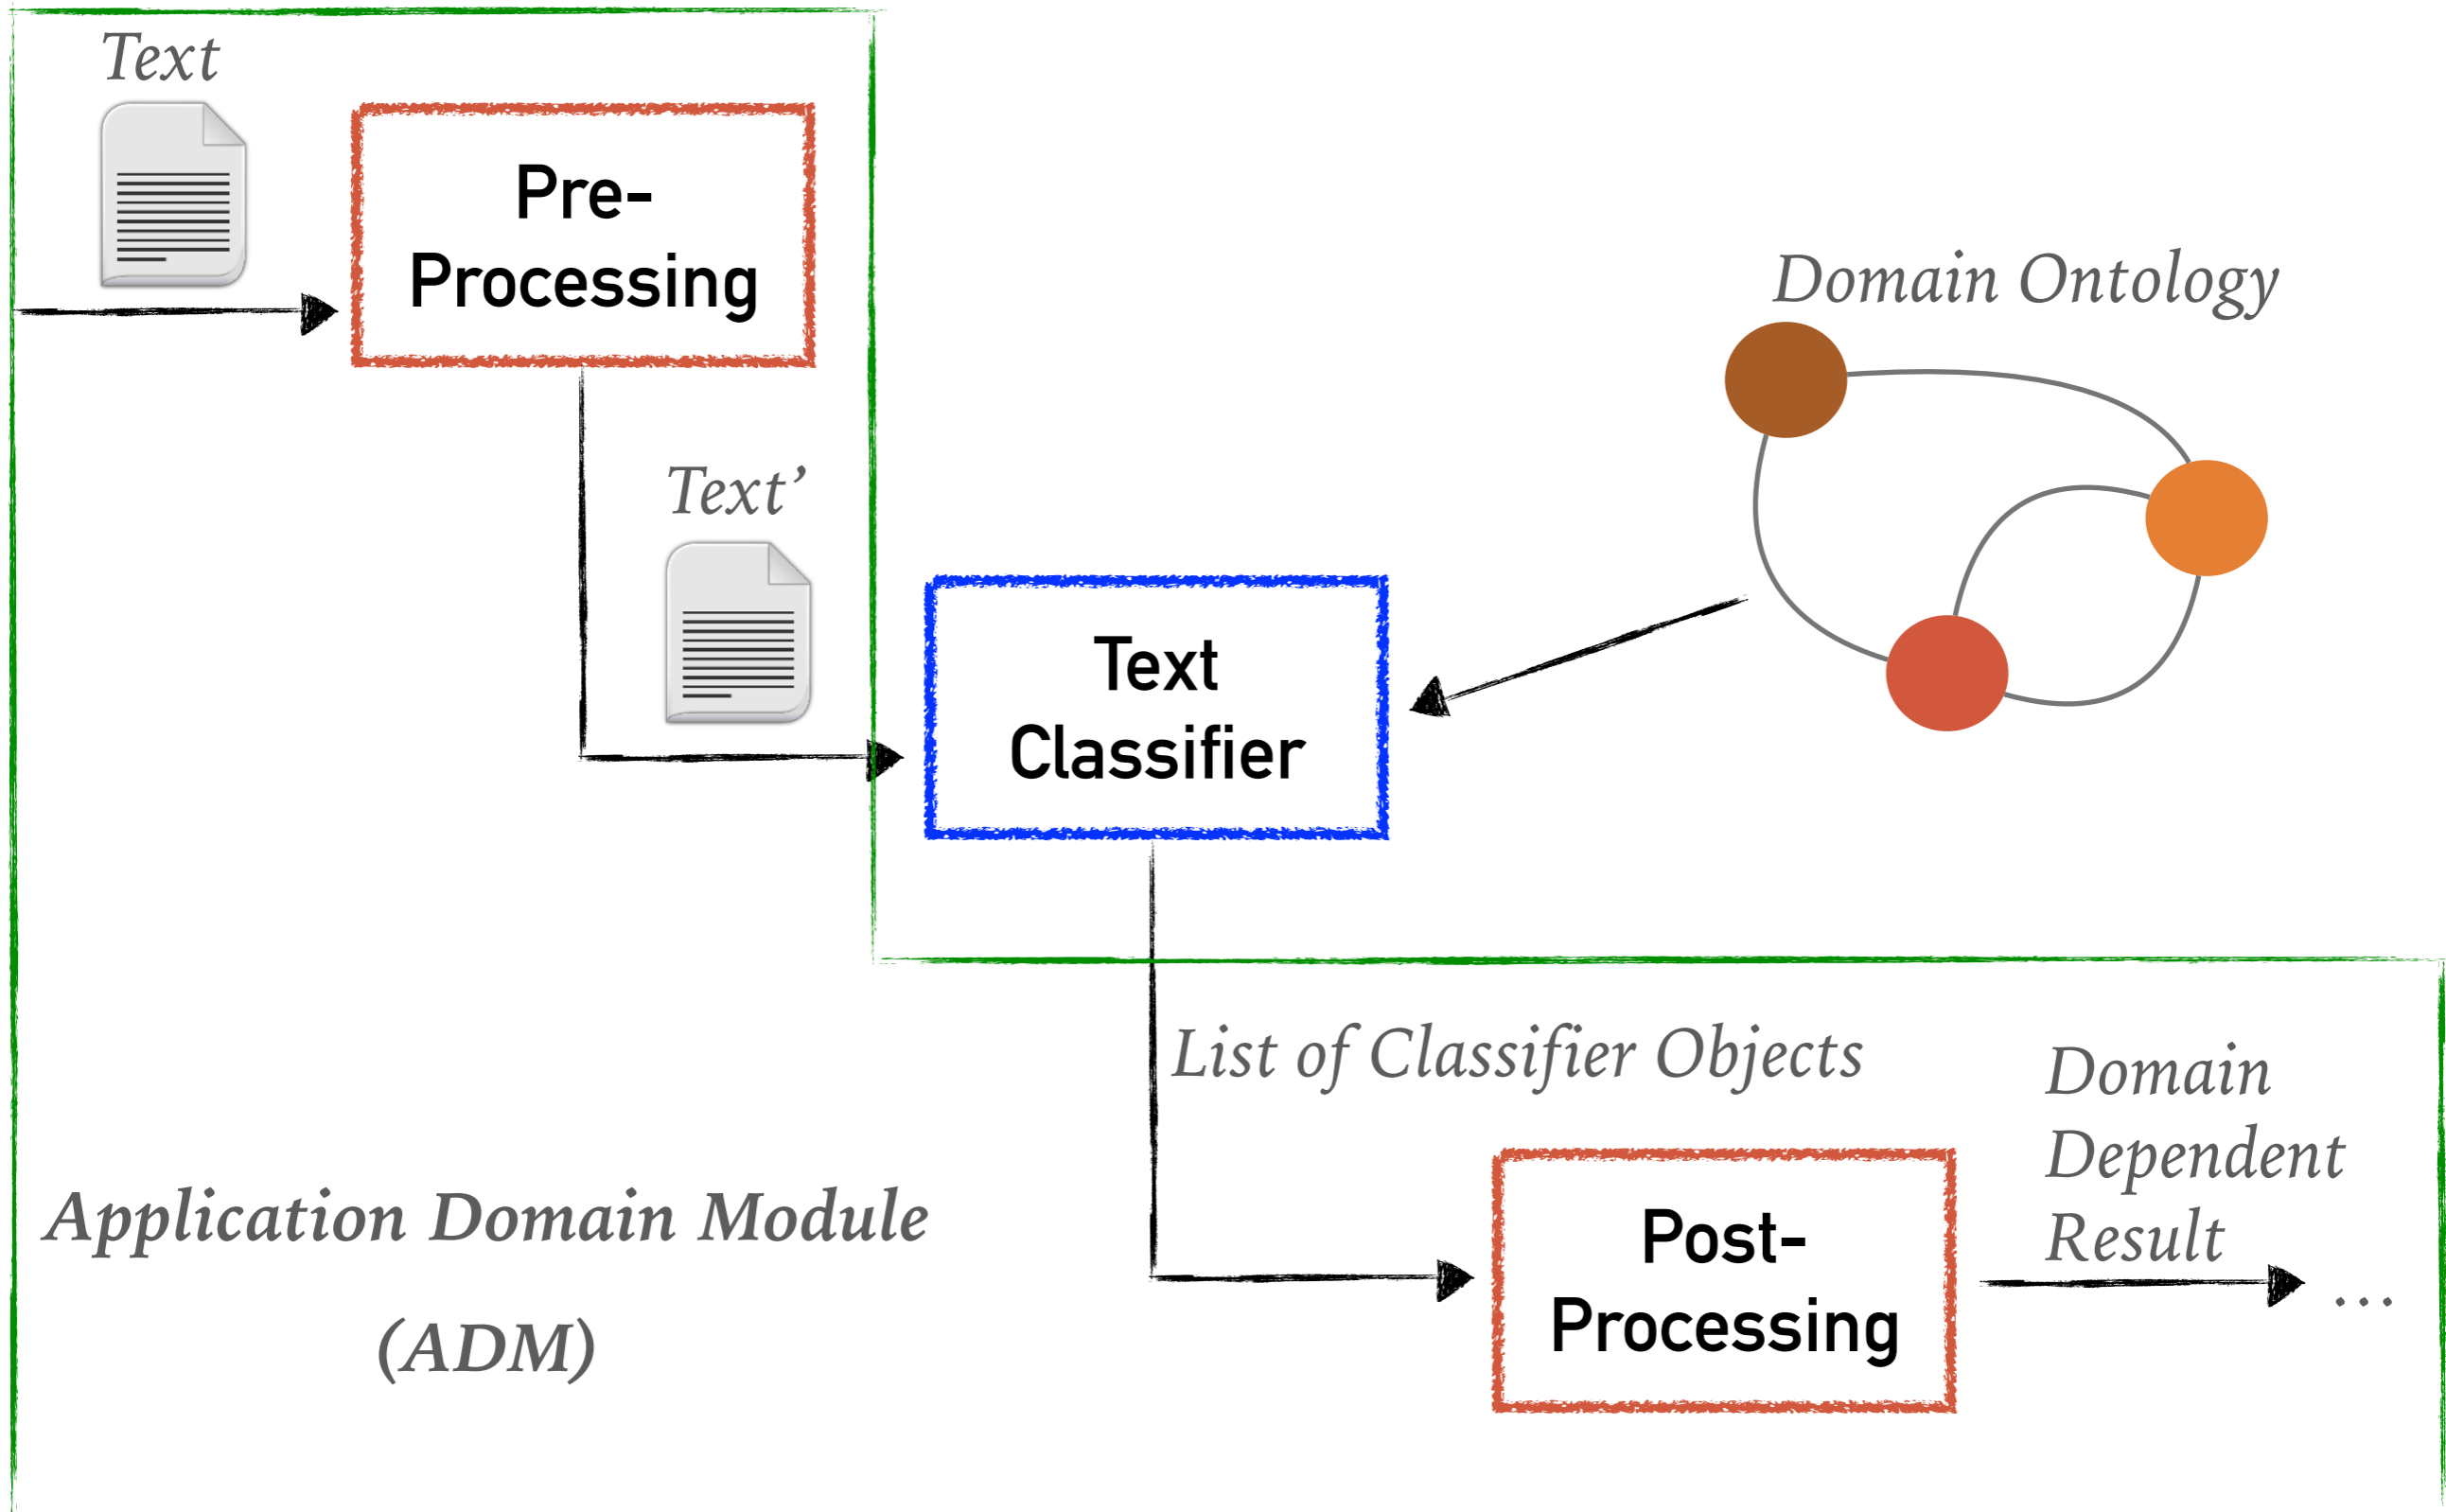 Text
Pre-
Processing
Domain Ontology
Text’
Text
Classifier
List of Classifier Objects
Domain
Dependent
Result
Application Domain Module
(ADM)
Post-
Processing
...